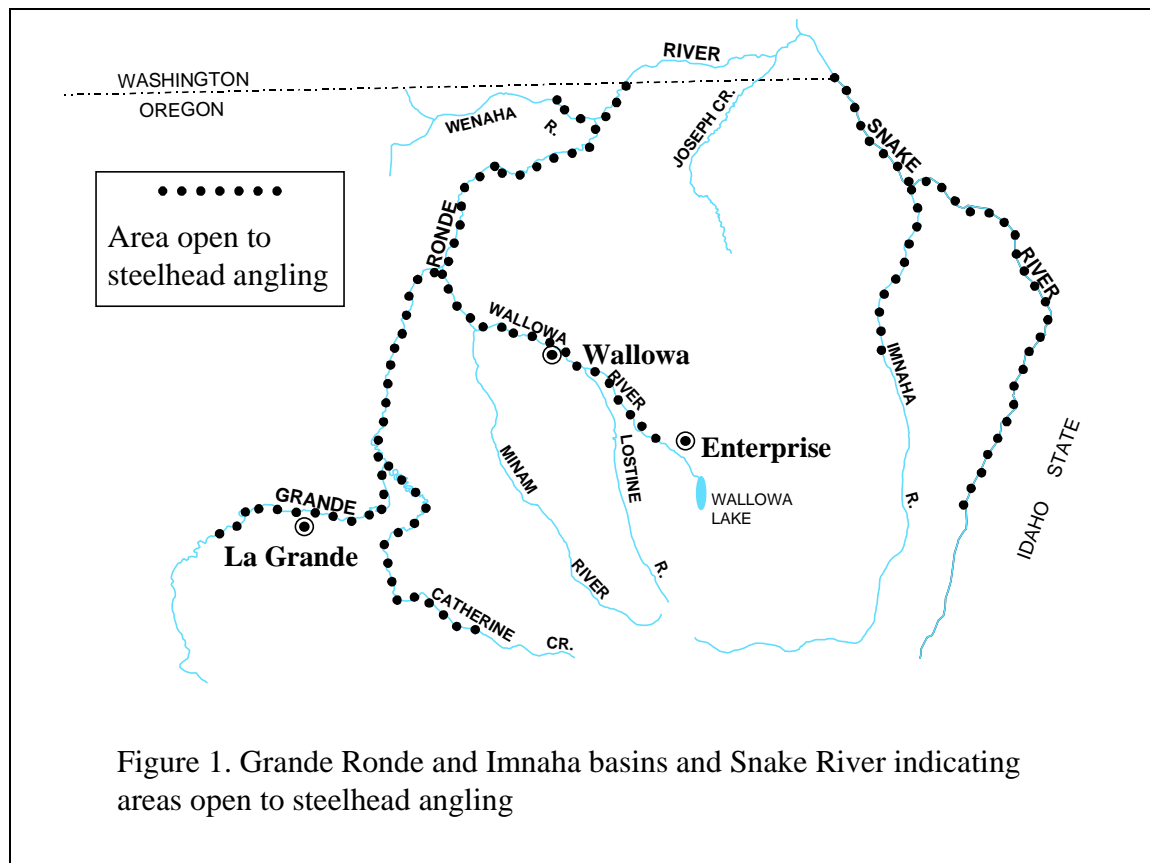 RIVER
WASHINGTON
OREGON
WENAHA
R.
JOSEPH CR.
SNAKE
RIVER
Area open to
steelhead angling
RONDE
WALLOWA
RIVER
Wallowa
Enterprise
WALLOWA
LAKE
IMNAHA
R.
MINAM
RIVER
LOSTINE
R.
GRANDE
La Grande
CATHERINE
CR.
IDAHO STATE
Figure 1. Grande Ronde and Imnaha basins and Snake River indicating
areas open to steelhead angling